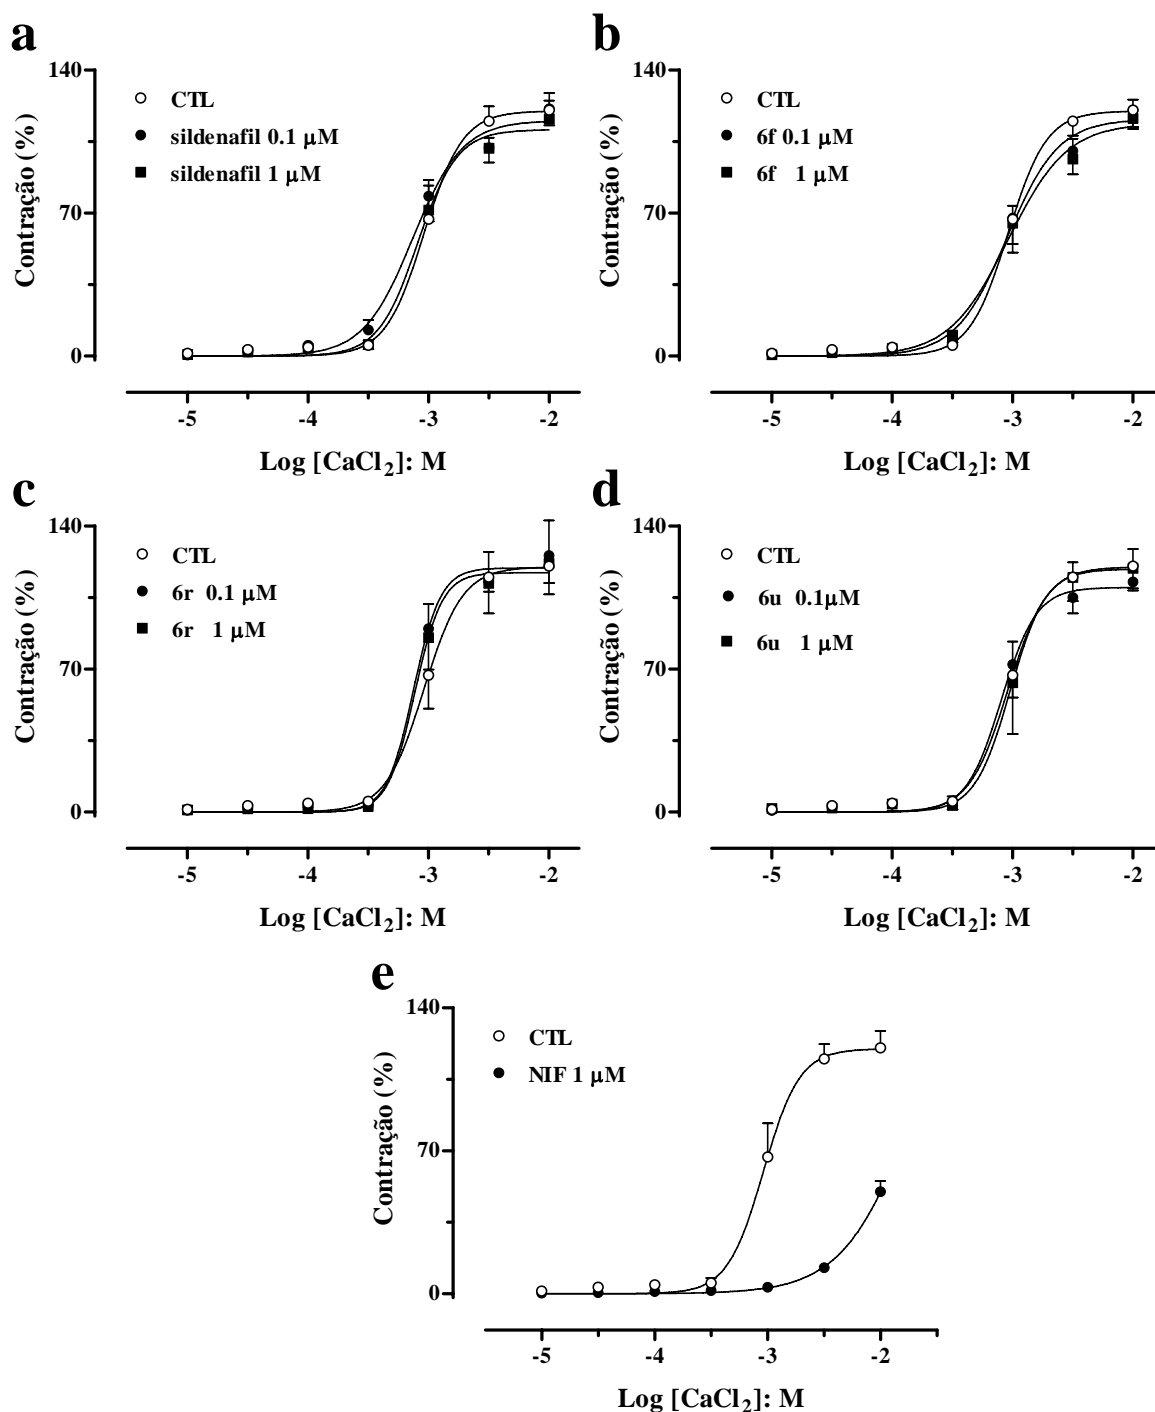 a
140
70
0
Contração (%)
CTL
sildenafil 0.1 µM
sildenafil 1 µM
-5 -4 -3 -2
Log [CaCl2]: M
b
140
70
0
Contração (%)
CTL
6f 0.1 µM
6f 1 µM
-5 -4 -3 -2
Log [CaCl2]: M
c
140
70
0
Contração (%)
CTL
6r 0.1 µM
6r 1 µM
-5 -4 -3 -2
Log [CaCl2]: M
d
140
70
0
Contração (%)
CTL
6u 0.1µM
6u 1 µM
-5 -4 -3 -2
Log [CaCl2]: M
e
140
70
0
Contração (%)
CTL
NIF 1 µM
-5 -4 -3 -2
Log [CaCl2]: M